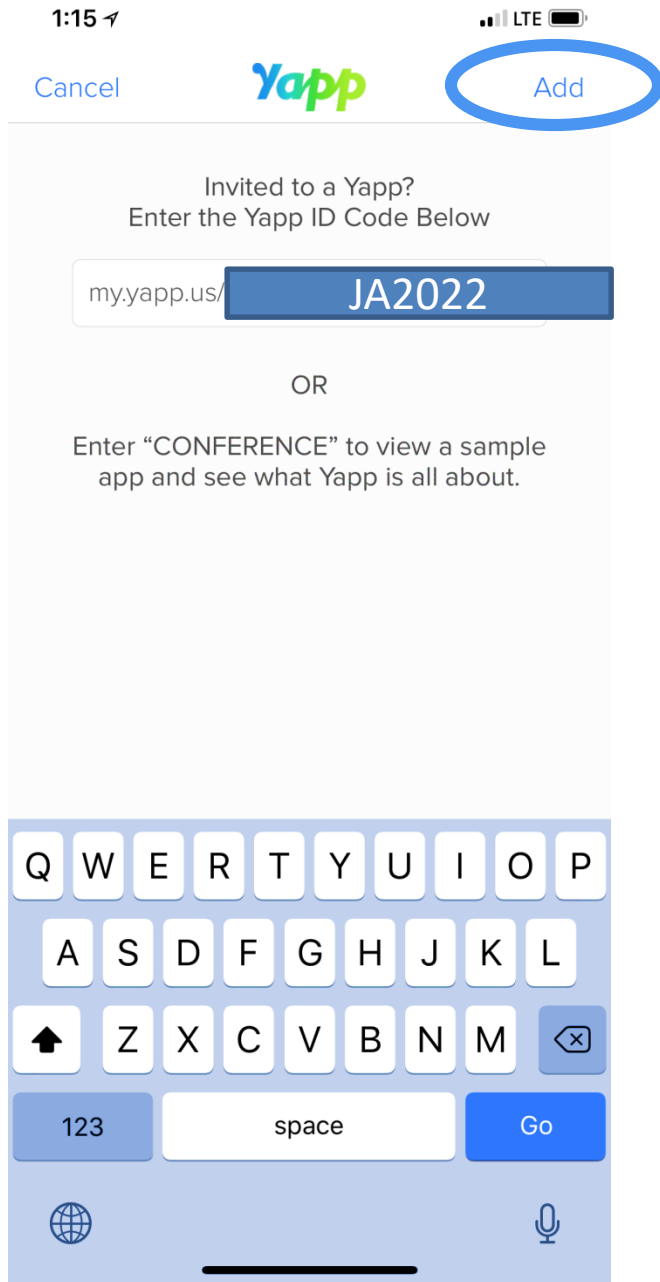 1:15 LTE
Cancel Yapp Add
Invited to a Yapp?
Enter the Yapp ID Code Below
my.yapp.us/ JA2022
OR
Enter “CONFERENCE” to view a sample
app and see what Yapp is all about.
Q W E R T Y U I O P
A S D F G H J K L
Z X C V B N M
123 space Go